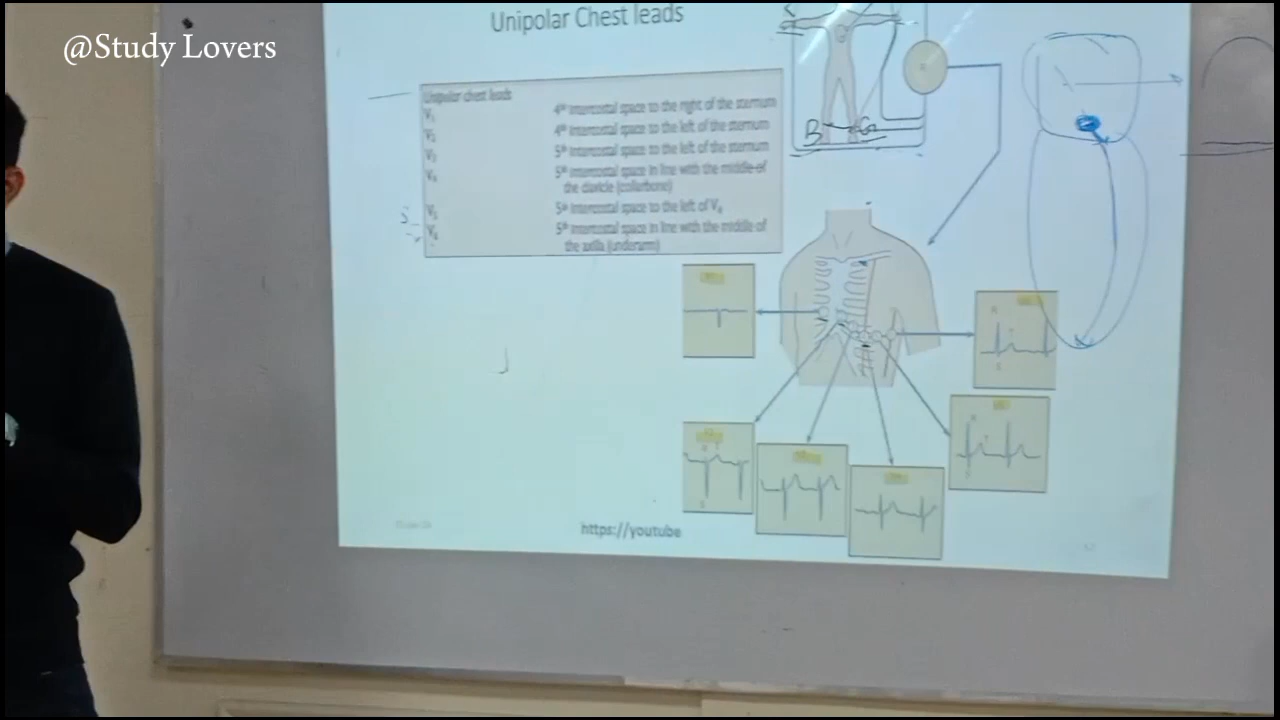 @Study Lovers
Unipolar Chest leads
Unipolar chest leads
V1 4th Intercostal space to the right of the sternum
V2 4th Intercostal space to the left of the sternum
V3 5th Intercostal space to the left of the sternum
V4 5th Intercostal space in line with the middle of
the clavicle (collarbone)
V5 5th Intercostal space to the left of V4
V6 5th Intercostal space in line with the middle of
the axilla (underarm)
https://youtube